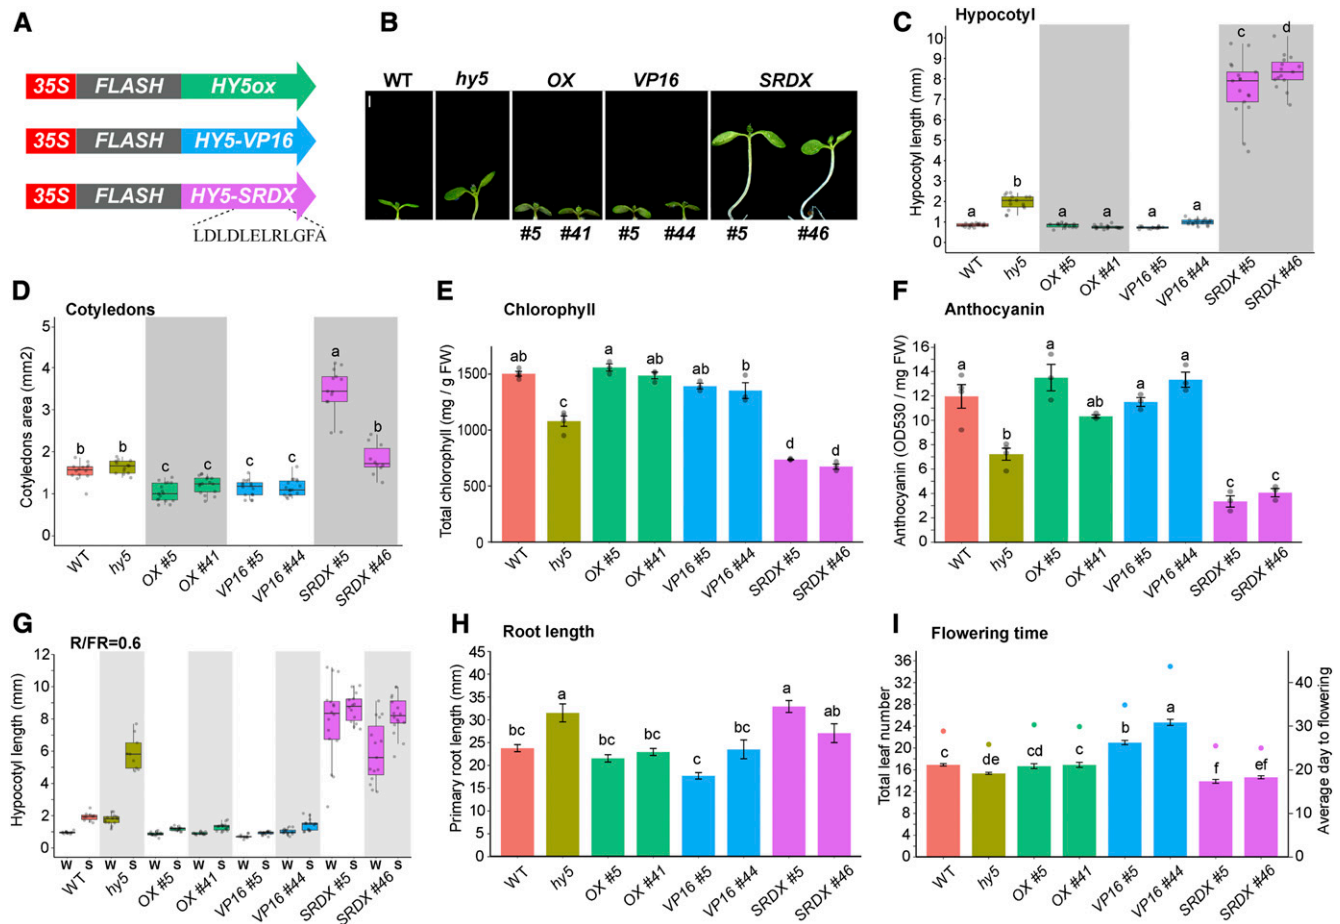 A
35S FLASH HY5ox
35S FLASH HY5-VP16
35S FLASH HY5-SRDX
LDLDLELRLGFA
B
WT hy5 OX VP16 SRDX
#5 #41 #5 #44 #5 #46
C Hypocotyl
Hypocotyl length (mm)
10
9
8
7
6
5
4
3
2
1
0
a b a a a a c d
WT hy5 OX #5 OX #41 VP16 #5 VP16 #44 SRDX #5 SRDX #46
D Cotyledons
Cotyledons area (mm2)
5
4
3
2
1
0
b b c c c c a b
WT hy5 OX #5 OX #41 VP16 #5 VP16 #44 SRDX #5 SRDX #46
E Chlorophyll
Total chlorophyll (mg / g FW)
1500
1000
500
0
ab c a ab ab b d d
WT hy5 OX #5 OX #41 VP16 #5 VP16 #44 SRDX #5 SRDX #46
F Anthocyanin
Anthocyanin (OD530 / mg FW)
16
14
12
10
8
6
4
2
0
a b a ab a a c c
WT hy5 OX #5 OX #41 VP16 #5 VP16 #44 SRDX #5 SRDX #46
G
R/FR=0.6
Hypocotyl length (mm)
12
10
8
6
4
2
0
W S W S W S W S W S W S W S W S
WT hy5 OX #5 OX #41 VP16 #5 VP16 #44 SRDX #5 SRDX #46
H Root length
Primary root length (mm)
45
40
35
30
25
20
15
10
5
0
bc a bc bc c bc a ab
WT hy5 OX #5 OX #41 VP16 #5 VP16 #44 SRDX #5 SRDX #46
I Flowering time
Total leaf number
36
32
28
24
20
16
12
8
4
0
c de cd c b a f ef
Average day to flowering
40
30
20
10
0
WT hy5 OX #5 OX #41 VP16 #5 VP16 #44 SRDX #5 SRDX #46